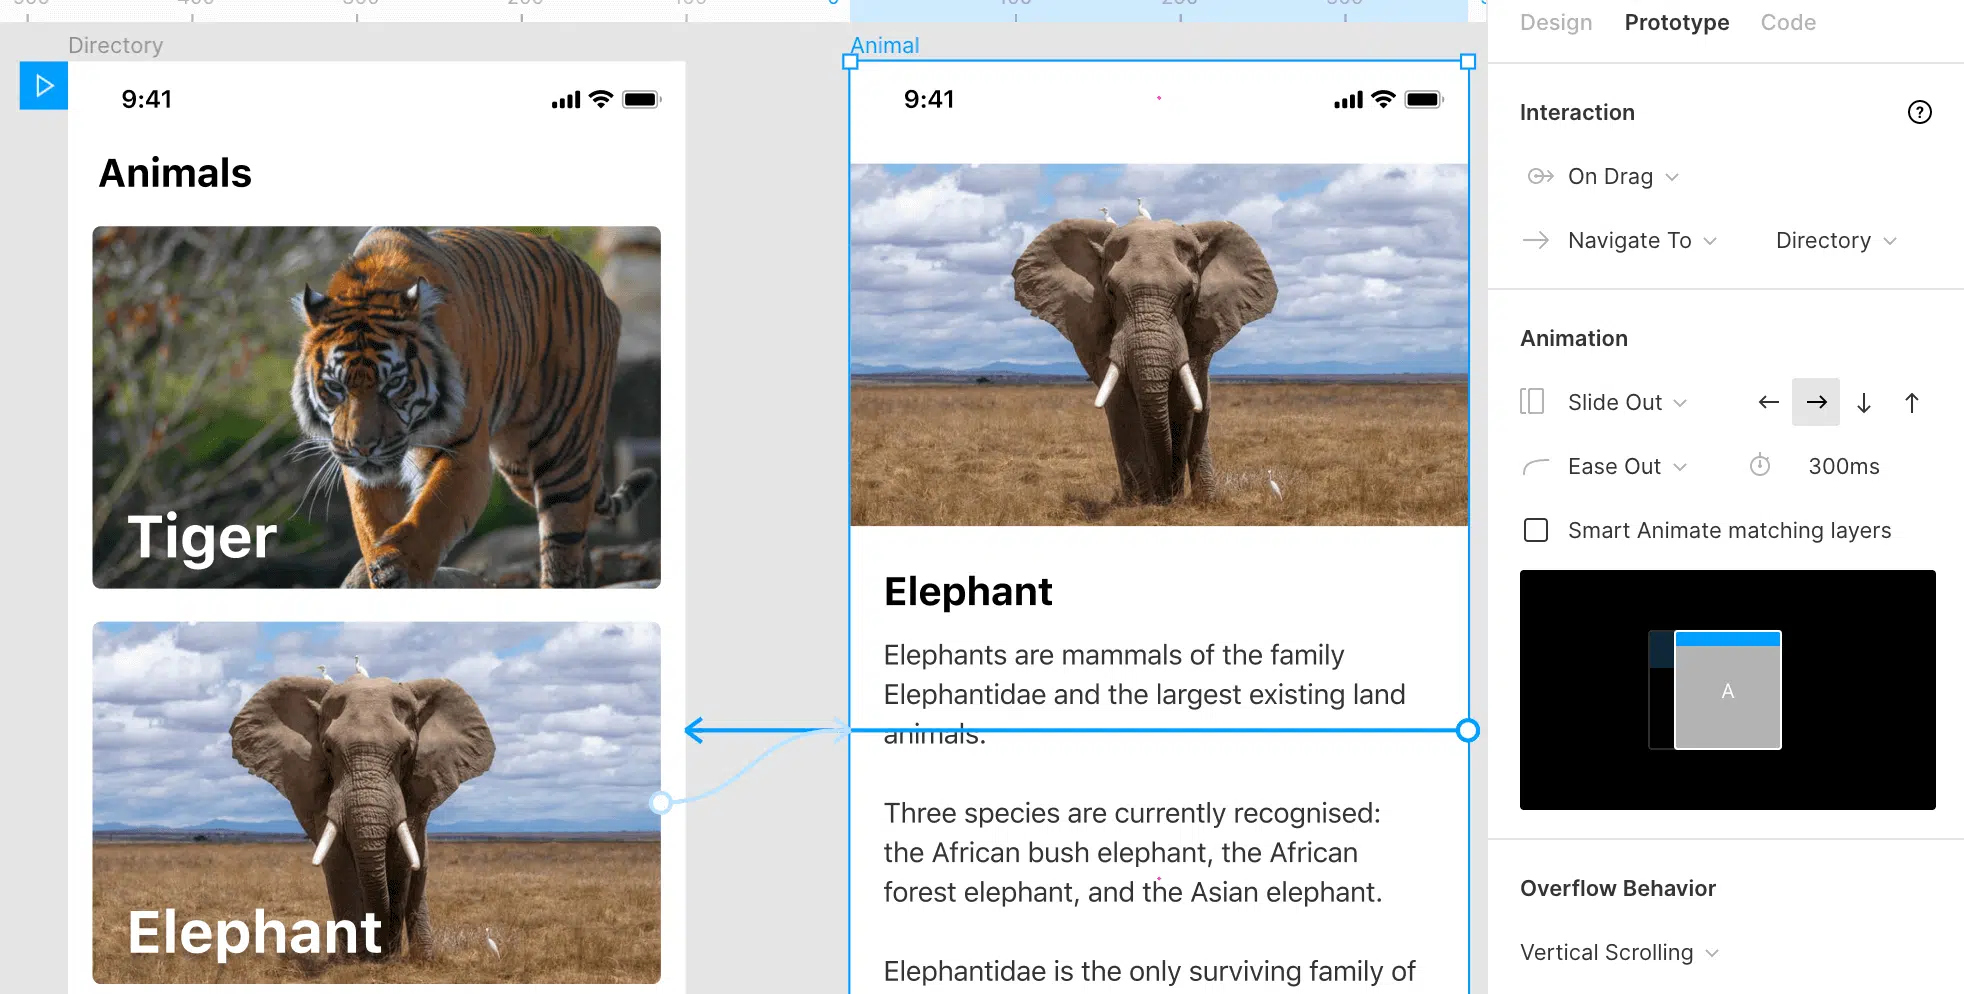 Directory
Animal
9:41
Animals
Tiger
Elephant
9:41
Elephant
Elephants are mammals of the family
Elephantidae and the largest existing land
animals.
Three species are currently recognised:
the African bush elephant, the African
forest elephant, and the Asian elephant.
Elephantidae is the only surviving family of
Design Prototype Code
Interaction
?
On Drag
Navigate To Directory
Animation
Slide Out
Ease Out 300ms
Smart Animate matching layers
A
Overflow Behavior
Vertical Scrolling